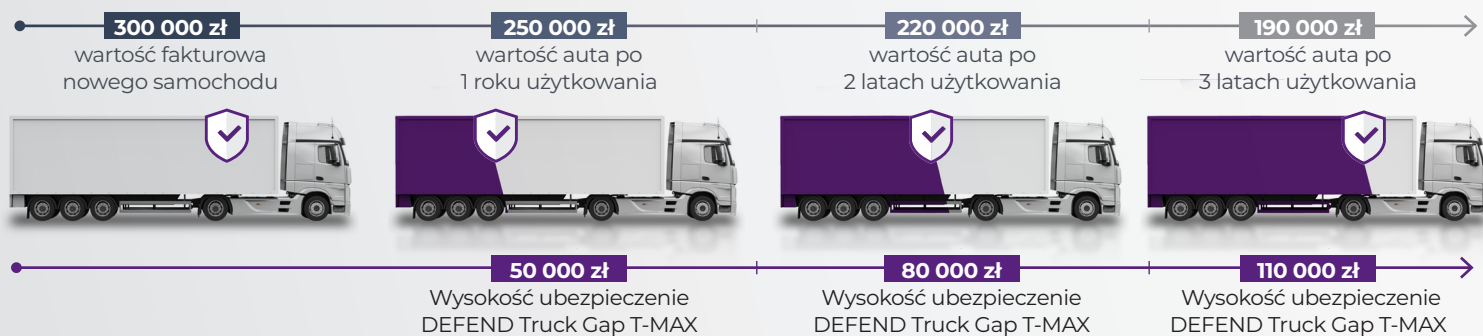 300 000 zł
wartość fakturowa
nowego samochodu
250 000 zł
wartość auta po
1 roku użytkowania
220 000 zł
wartość auta po
2 latach użytkowania
190 000 zł
wartość auta po
3 latach użytkowania
50 000 zł
Wysokość ubezpieczenie
DEFEND Truck Gap T-MAX
80 000 zł
Wysokość ubezpieczenie
DEFEND Truck Gap T-MAX
110 000 zł
Wysokość ubezpieczenie
DEFEND Truck Gap T-MAX